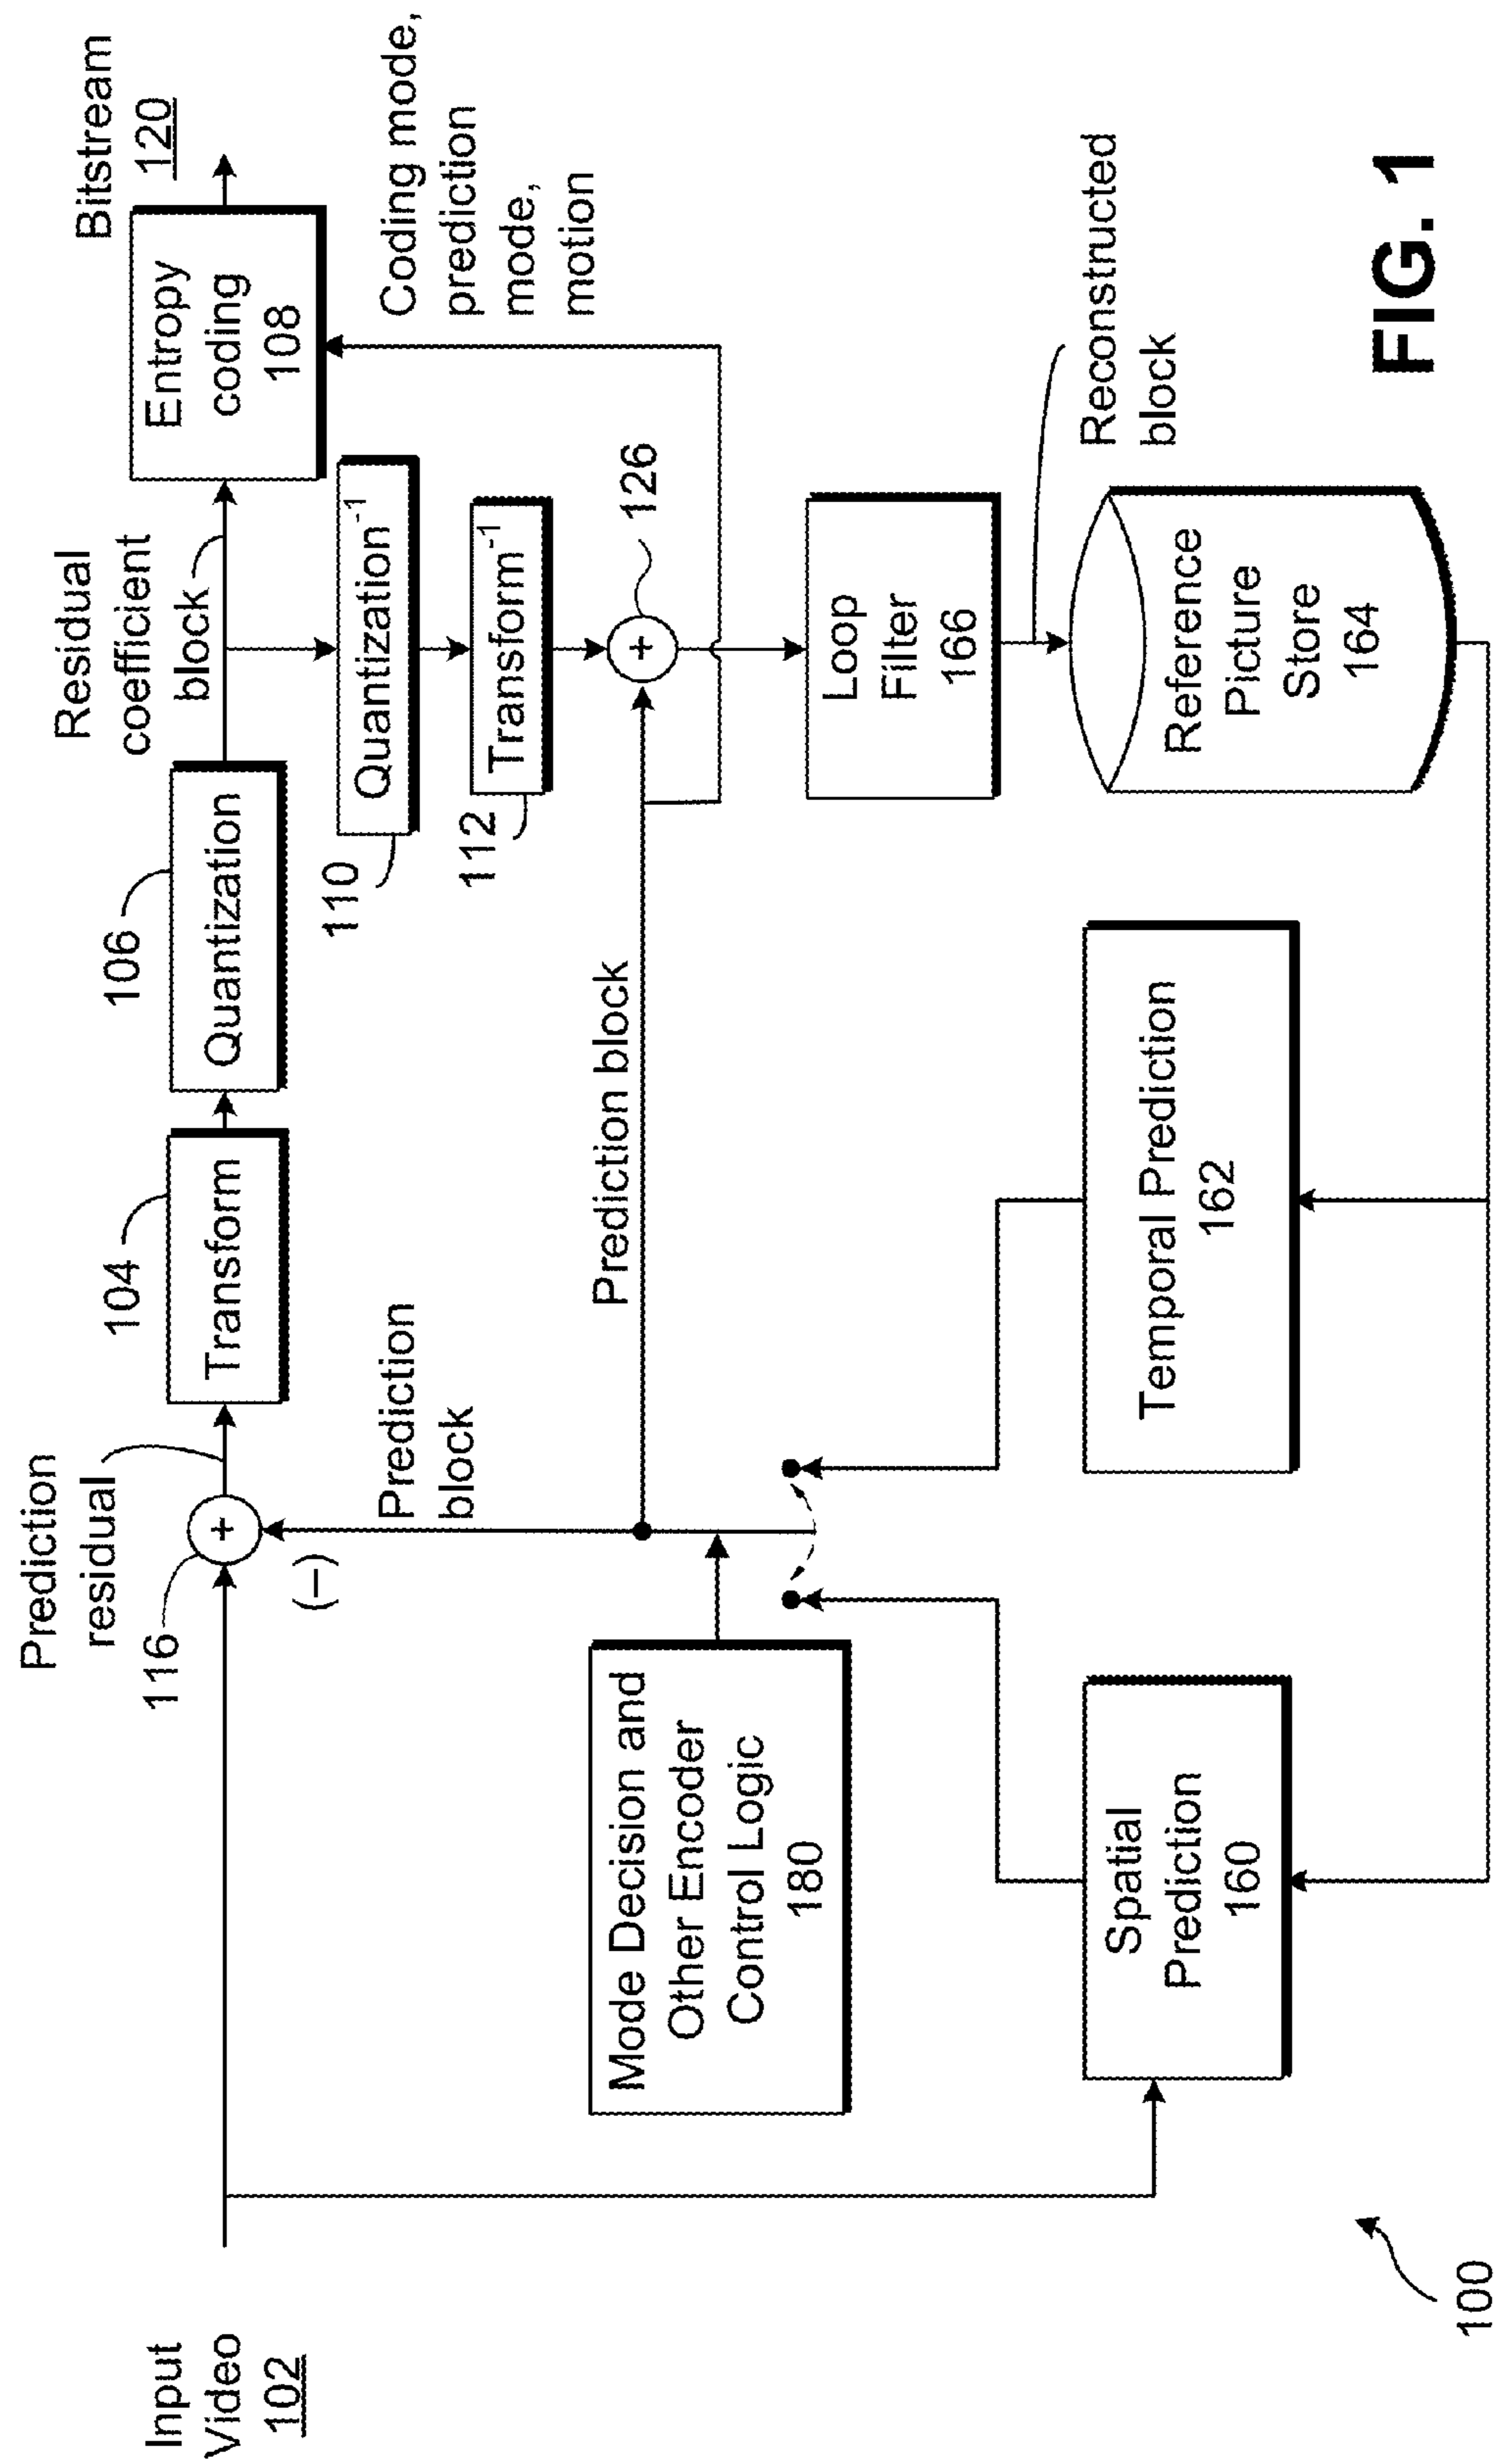 Input
Video
102
116
Prediction
residual
104
Transform
106
Quantization
Residual
coefficient
block
Entropy
coding
108
Bitstream
120
110
Quantization-1
112
Transform-1
Coding mode,
prediction
mode,
motion
(–)
Prediction
block
Prediction block
+
+
126
Mode Decision and
Other Encoder
Control Logic
180
Loop
Filter
166
Reconstructed
block
Spatial
Prediction
160
Temporal Prediction
162
Reference
Picture
Store
164
100
FIG. 1